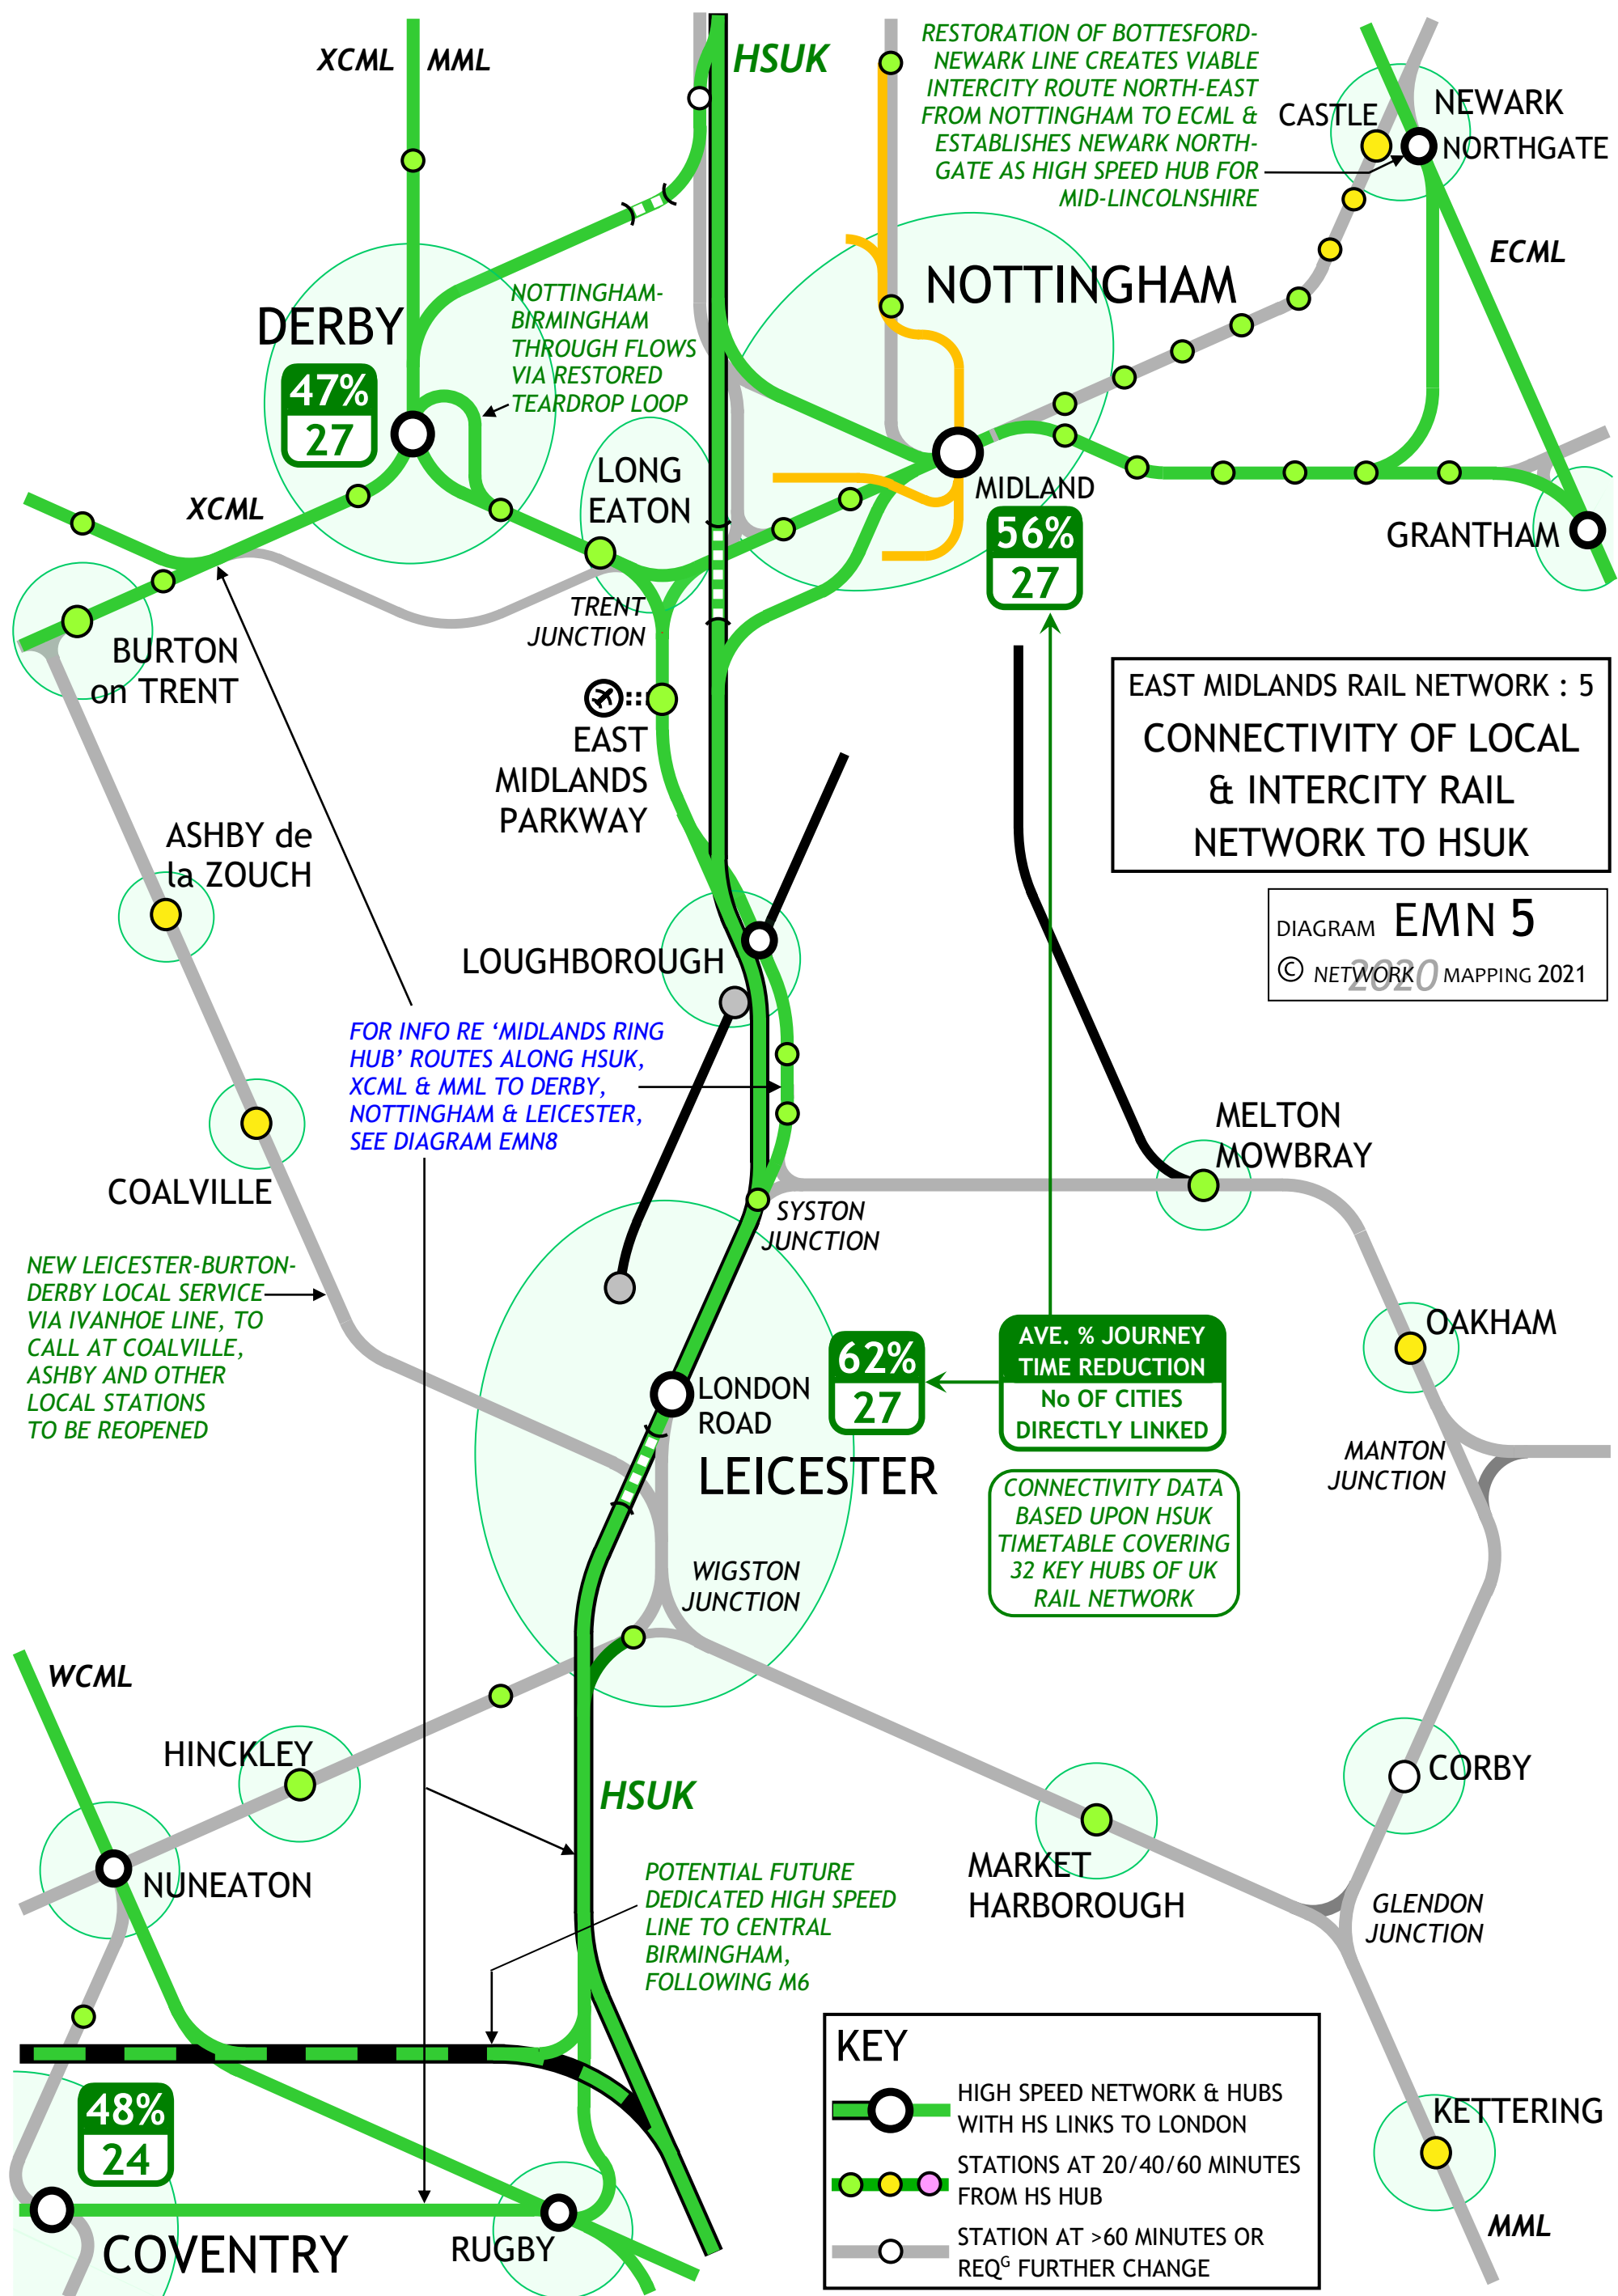 XCML
MML
HSUK
RESTORATION OF BOTTESFORD-
NEWARK LINE CREATES VIABLE
INTERCITY ROUTE NORTH-EAST
FROM NOTTINGHAM TO ECML &
ESTABLISHES NEWARK NORTH-
GATE AS HIGH SPEED HUB FOR
MID-LINCOLNSHIRE
CASTLE
NEWARK
NORTHGATE
ECML
NOTTINGHAM
DERBY
47%
27
NOTTINGHAM-
BIRMINGHAM
THROUGH FLOWS
VIA RESTORED
TEARDROP LOOP
LONG
EATON
XCML
MIDLAND
56%
27
GRANTHAM
TRENT
JUNCTION
BURTON
on TRENT
EAST
MIDLANDS
PARKWAY
EAST MIDLANDS RAIL NETWORK : 5
CONNECTIVITY OF LOCAL
& INTERCITY RAIL
NETWORK TO HSUK
DIAGRAM EMN 5
© NETWORK 2020 MAPPING 2021
ASHBY de
la ZOUCH
LOUGHBOROUGH
FOR INFO RE ‘MIDLANDS RING
HUB’ ROUTES ALONG HSUK,
XCML & MML TO DERBY,
NOTTINGHAM & LEICESTER,
SEE DIAGRAM EMN8
COALVILLE
MELTON
MOWBRAY
SYSTON
JUNCTION
NEW LEICESTER-BURTON-
DERBY LOCAL SERVICE
VIA IVANHOE LINE, TO
CALL AT COALVILLE,
ASHBY AND OTHER
LOCAL STATIONS
TO BE REOPENED
OAKHAM
62%
27
AVE. % JOURNEY
TIME REDUCTION
No OF CITIES
DIRECTLY LINKED
LONDON
ROAD
LEICESTER
MANTON
JUNCTION
CONNECTIVITY DATA
BASED UPON HSUK
TIMETABLE COVERING
32 KEY HUBS OF UK
RAIL NETWORK
WIGSTON
JUNCTION
WCML
HINCKLEY
HSUK
CORBY
NUNEATON
POTENTIAL FUTURE
DEDICATED HIGH SPEED
LINE TO CENTRAL
BIRMINGHAM,
FOLLOWING M6
MARKET
HARBOROUGH
GLENDON
JUNCTION
48%
24
COVENTRY
RUGBY
KETTERING
MML
KEY
HIGH SPEED NETWORK & HUBS
WITH HS LINKS TO LONDON
STATIONS AT 20/40/60 MINUTES
FROM HS HUB
STATION AT >60 MINUTES OR
REQᴳ FURTHER CHANGE